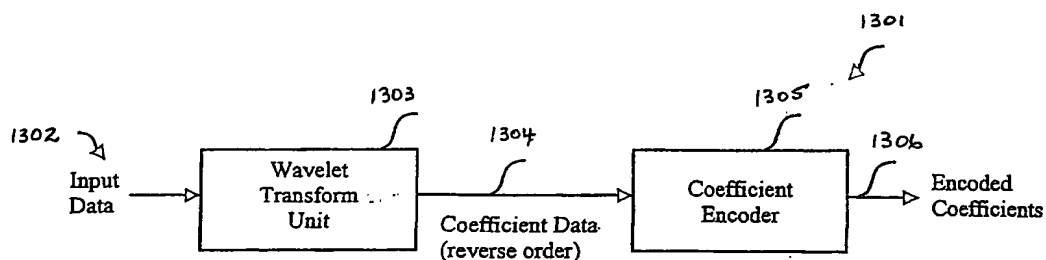 1301
1303
1305
1302
1304
1306
Input
Data
Wavelet
Transform
Unit
Coefficient Data
(reverse order)
Coefficient
Encoder
Encoded
Coefficients